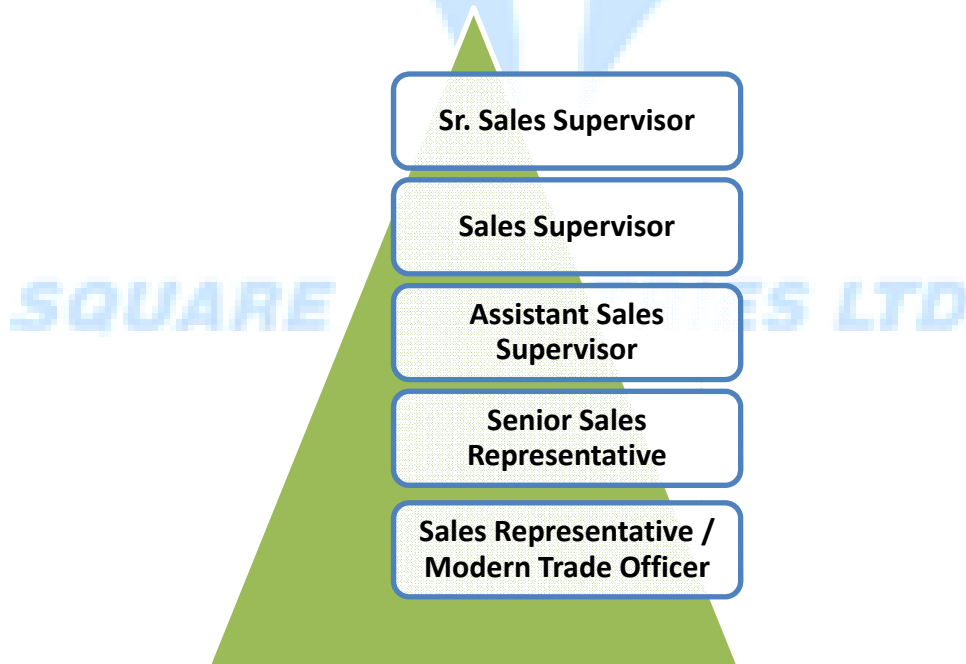 Sr. Sales Supervisor
Sales Supervisor
SQUARE ES LTD
Assistant Sales
Supervisor
Senior Sales
Representative
Sales Representative /
Modern Trade Officer